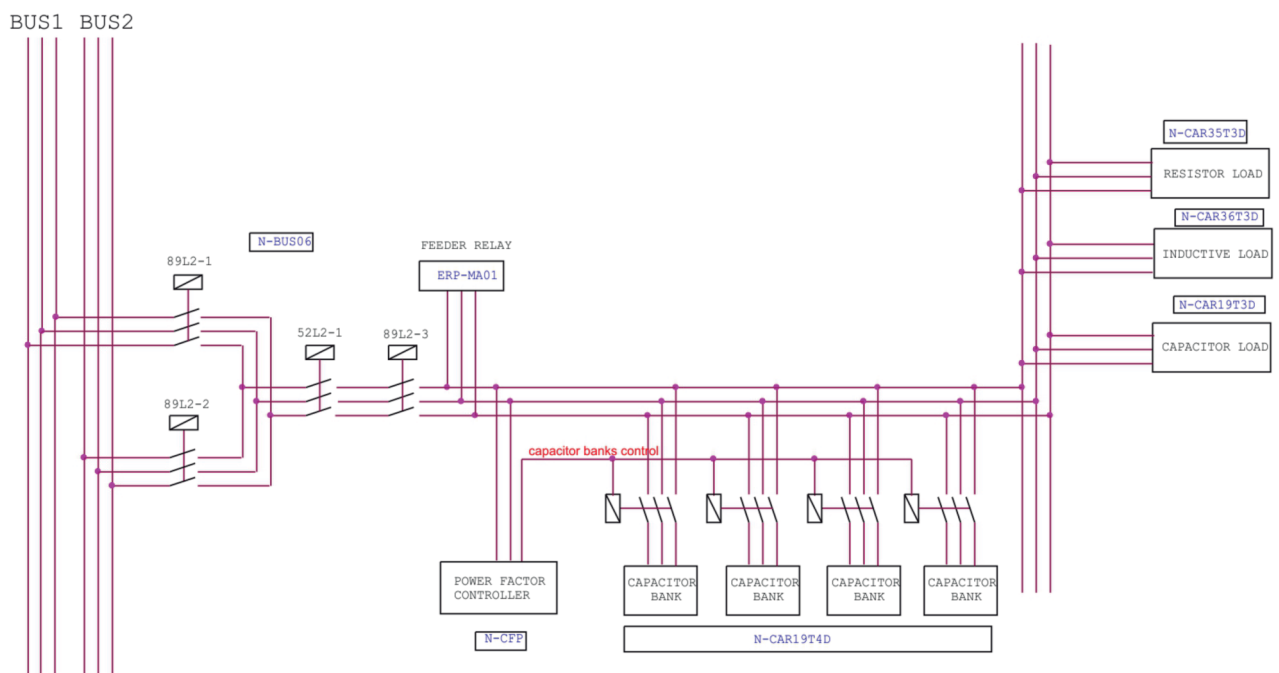 BUS1 BUS2
N-CAR35T3D
RESISTOR LOAD
N-CAR36T3D
INDUCTIVE LOAD
N-CAR19T3D
CAPACITOR LOAD
N-BUS06
FEEDER RELAY
ERP-MA01
89L2-1
52L2-1
89L2-3
89L2-2
capacitor banks control
POWER FACTOR
CONTROLLER
N-CFP
CAPACITOR
BANK
CAPACITOR
BANK
CAPACITOR
BANK
CAPACITOR
BANK
N-CAR19T4D